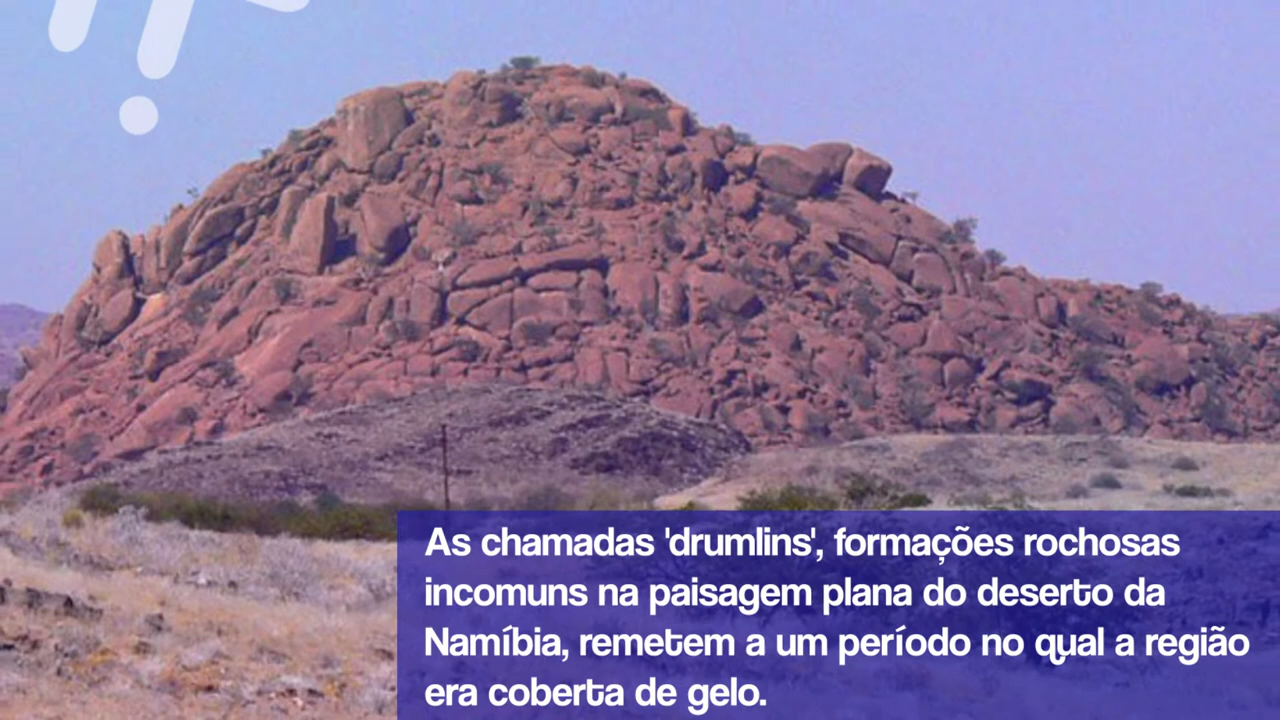 As chamadas 'drumlins', formações rochosas
incomuns na paisagem plana do deserto da
Namíbia, remetem a um período no qual a região
era coberta de gelo.